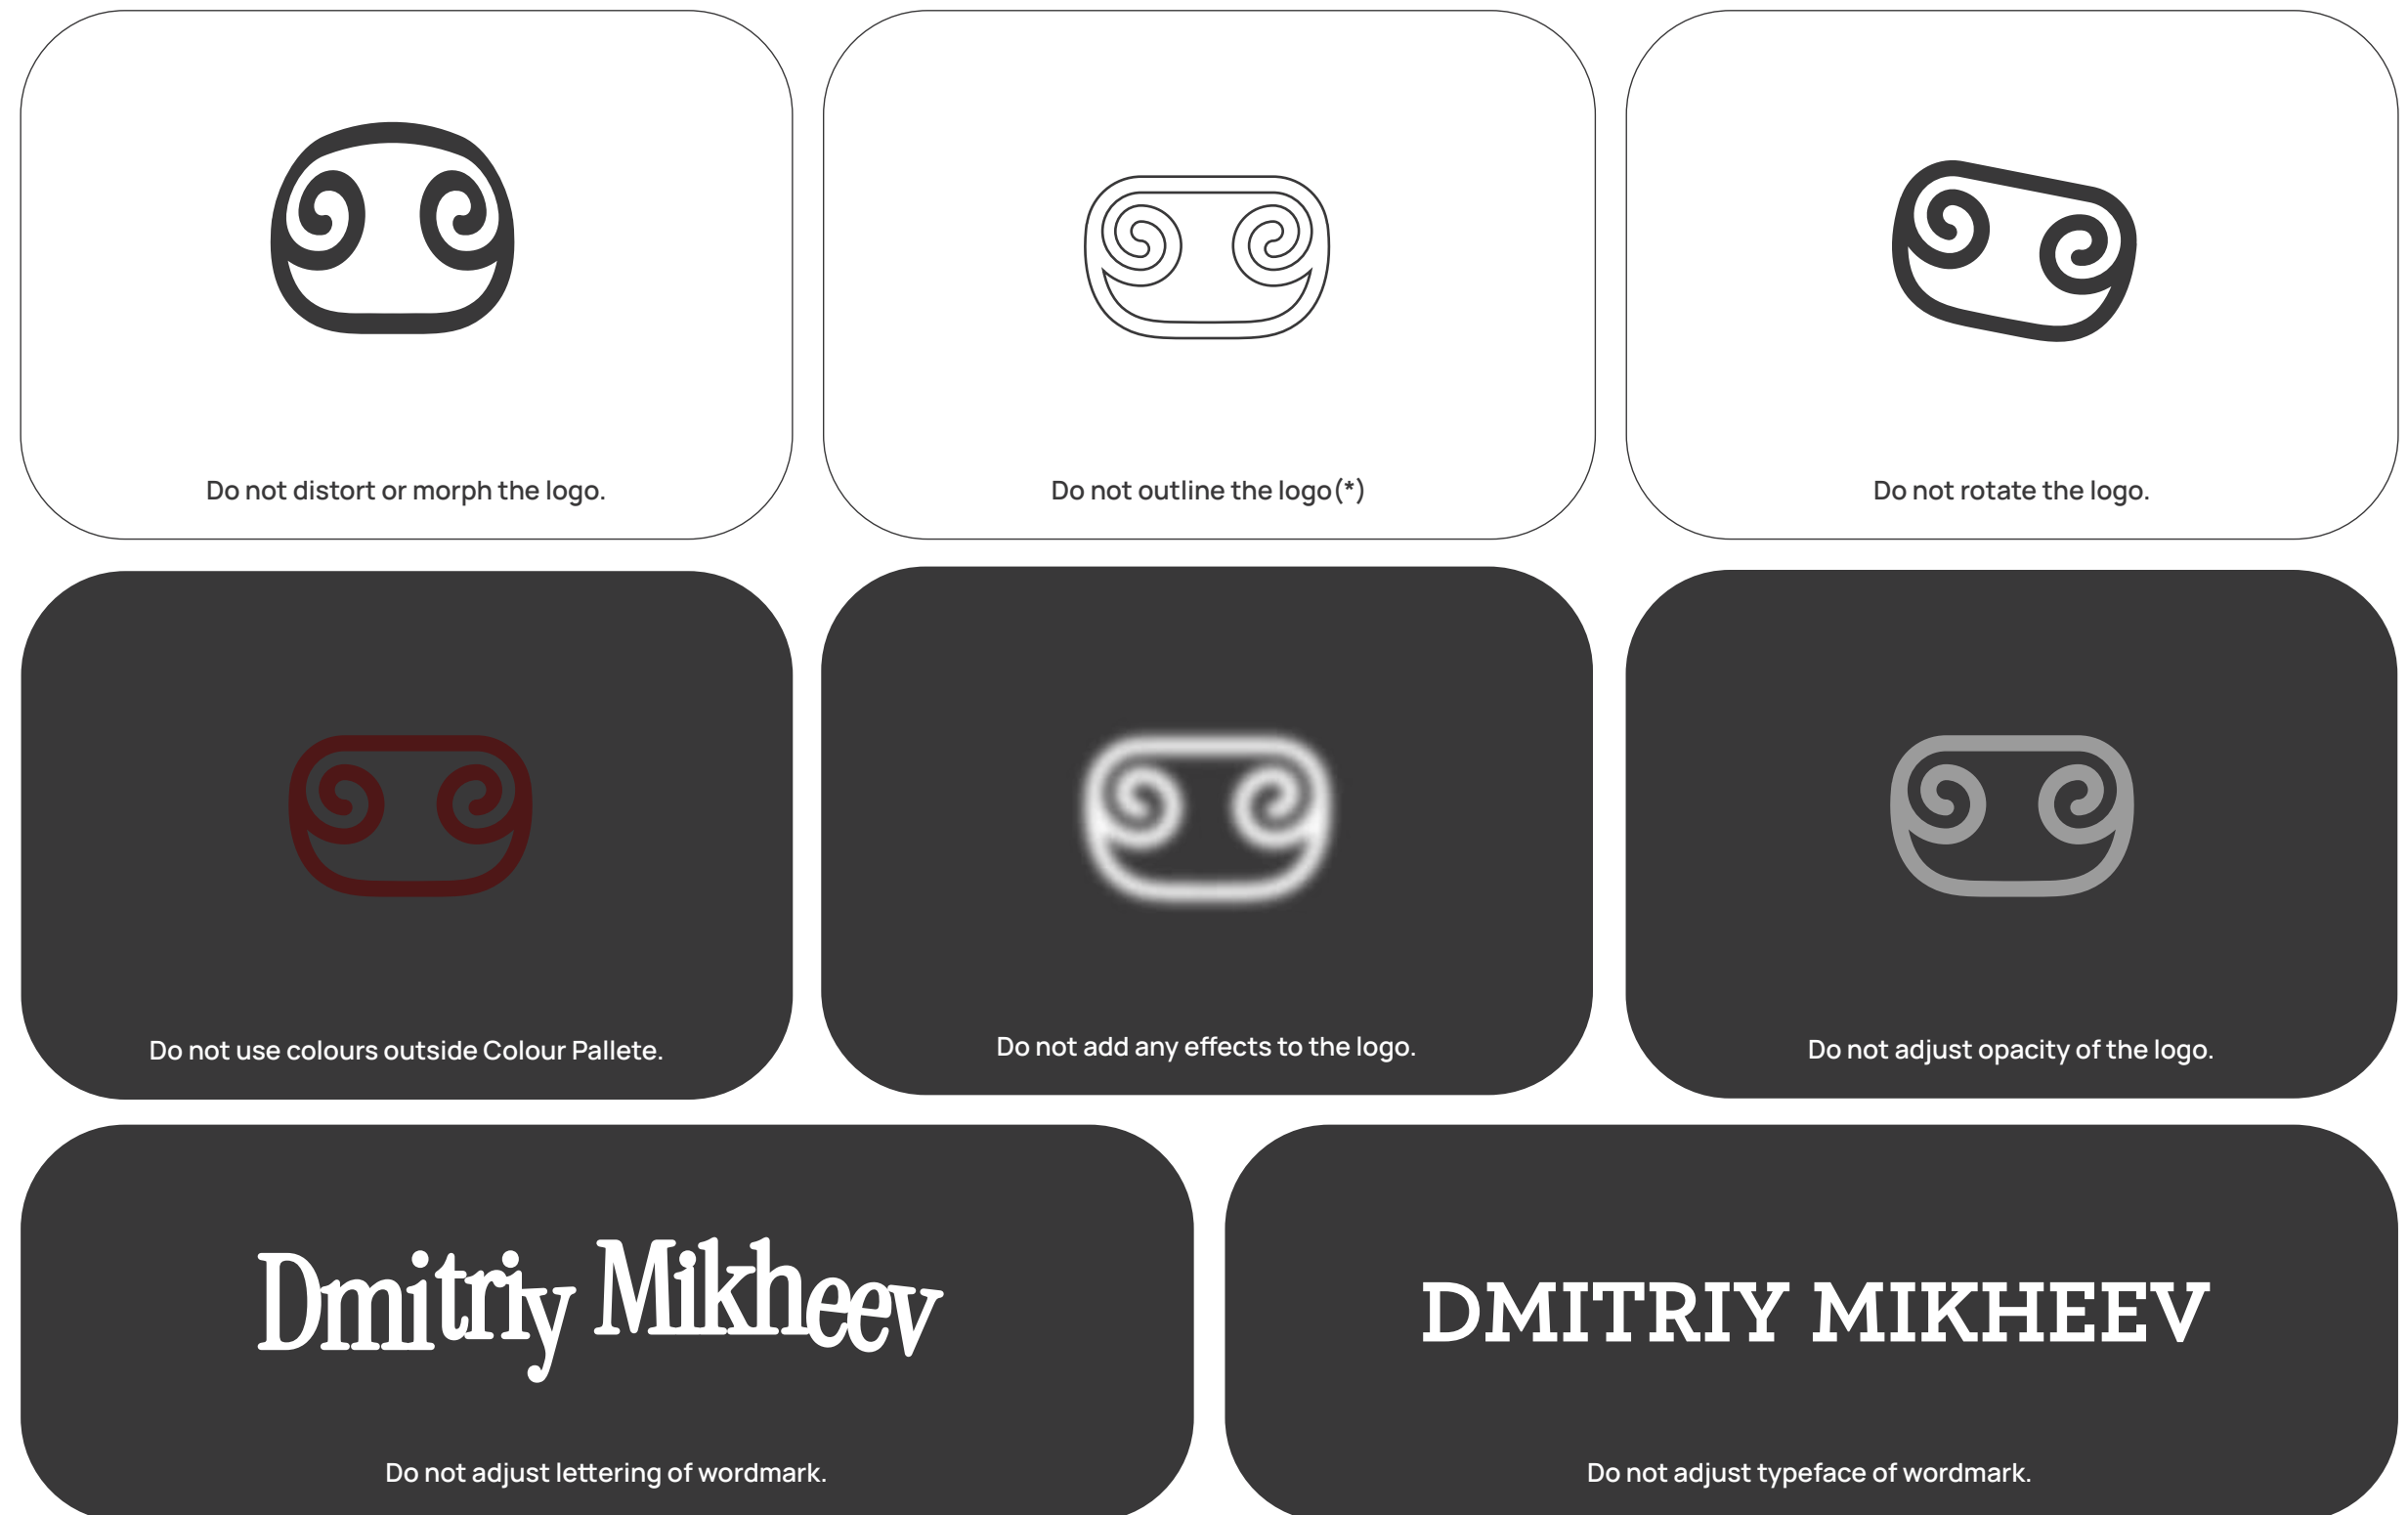 Do not distort or morph the logo.
Do not outline the logo(*)
Do not rotate the logo.
Do not use colours outside Colour Pallete.
Do not add any effects to the logo.
Do not adjust opacity of the logo.
Dmitriy Mikheev
DMITRIY MIKHEEV
Do not adjust lettering of wordmark.
Do not adjust typeface of wordmark.